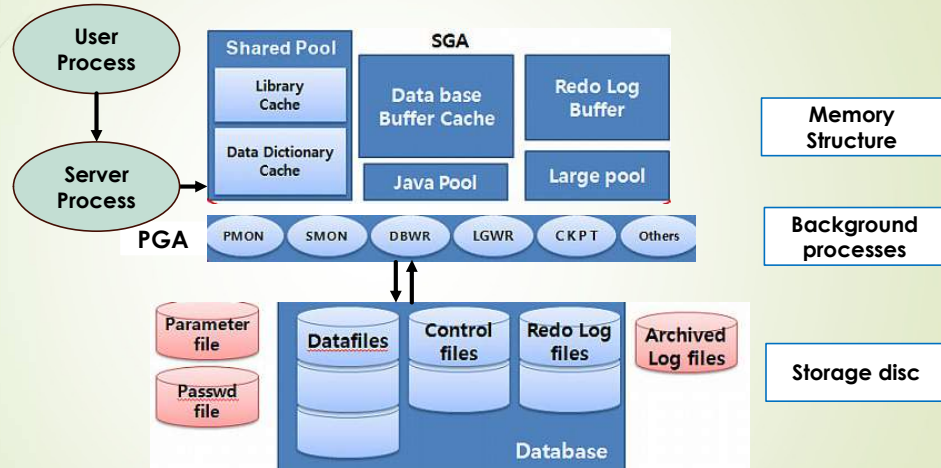 User
Process
Server
Process
SGA
Shared Pool
Library
Cache
Data Dictionary
Cache
Data base
Buffer Cache
Java Pool
Redo Log
Buffer
Large pool
Memory
Structure
PGA
PMON
SMON
DBWR
LGWR
CKPT
Others
Background
processes
Parameter
file
Passwd
file
Datafiles
Control
files
Redo Log
files
Database
Archived
Log files
Storage disc